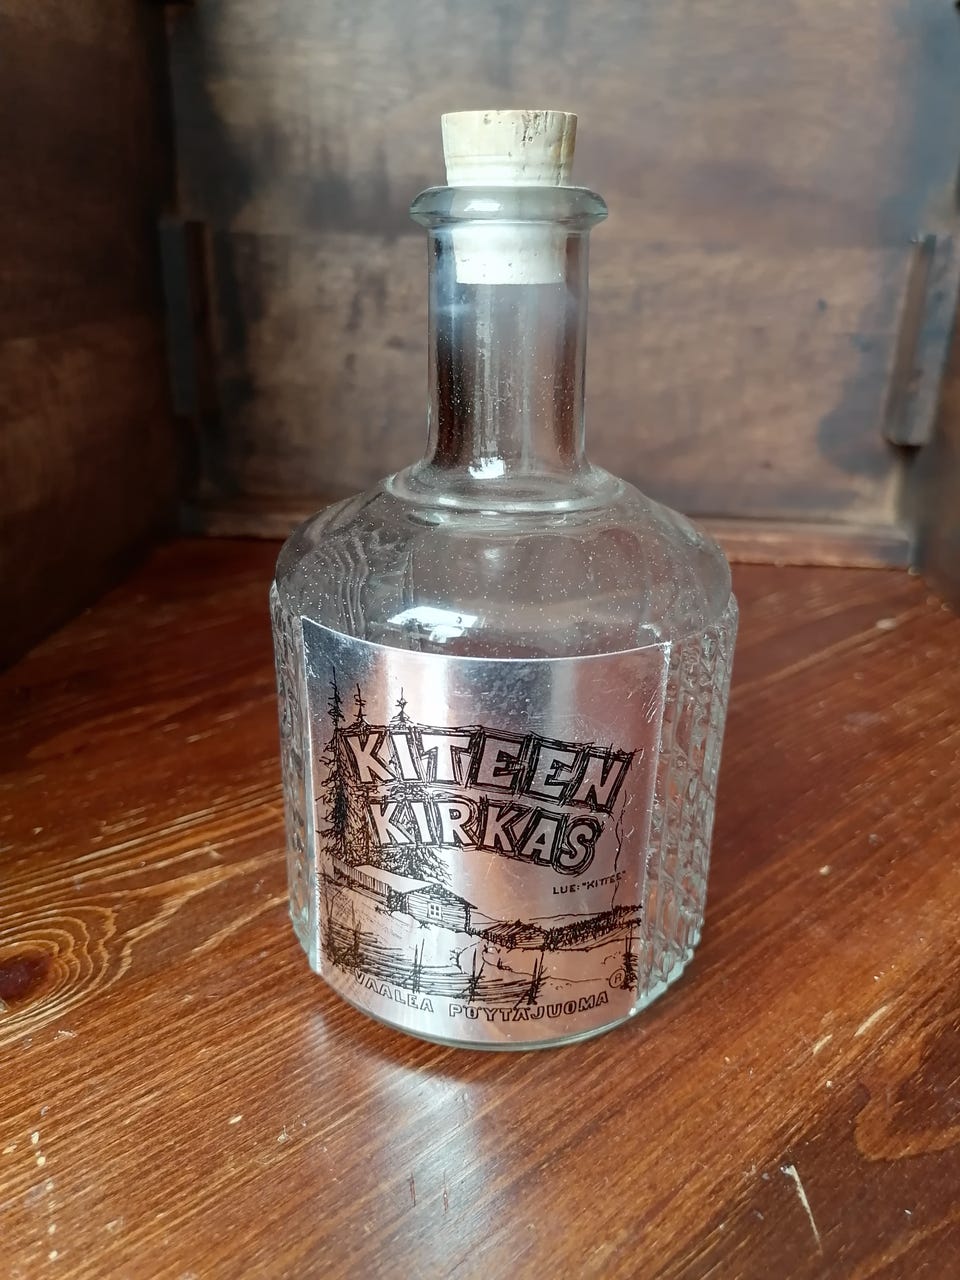 KITEEN
KIRKAS
LUE: "KITTEE"
VAALEA PÖYTÄJUOMA
®